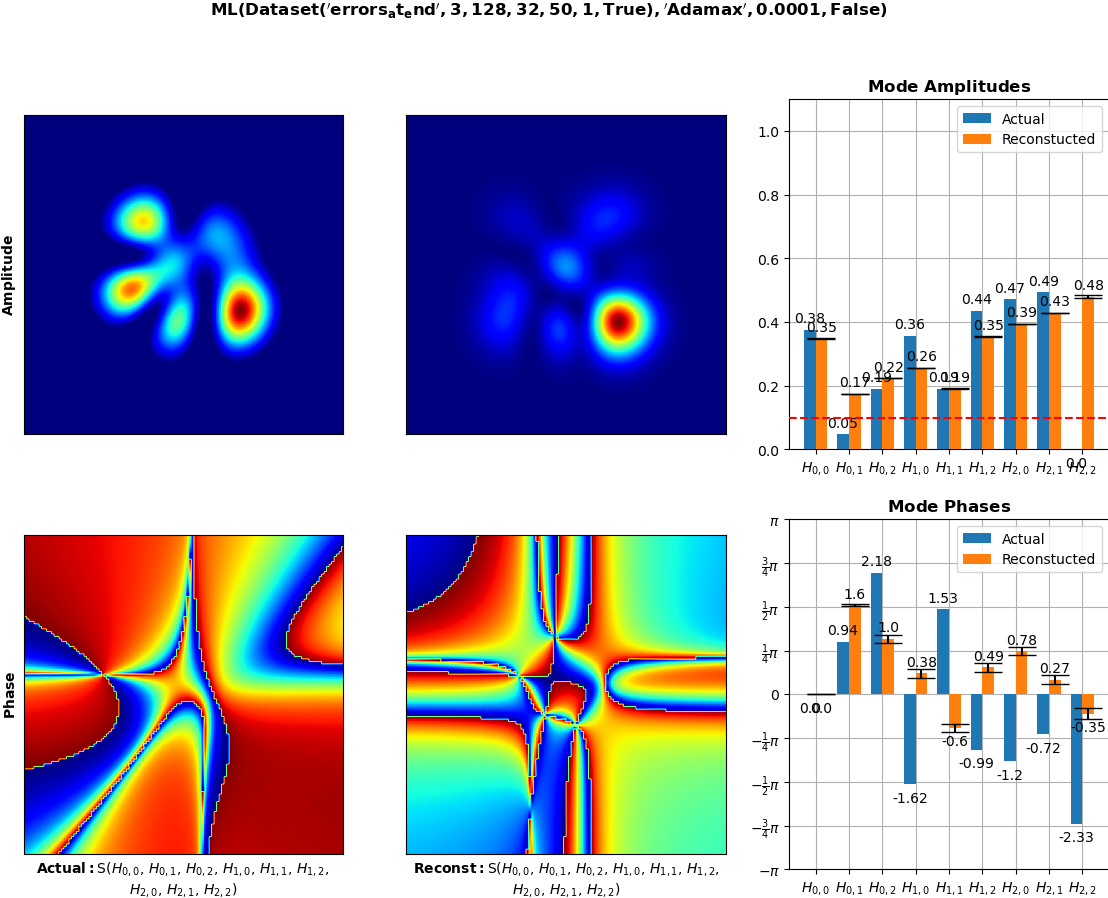 ML(Dataset('errors_at_end', 3, 128, 32, 50, 1, True), 'Adamax', 0.0001, False)
Mode Amplitudes
Actual
Reconstucted
1.0
0.8
0.6
0.4
0.2
0.0
0.38
0.35
0.05
0.17
0.19
0.22
0.36
0.26
0.19
0.19
0.44
0.35
0.47
0.39
0.49
0.43
0.0
0.48
H0,0 H0,1 H0,2 H1,0 H1,1 H1,2 H2,0 H2,1 H2,2
Amplitude
Mode Phases
Actual
Reconstucted
π
3/4π
1/2π
1/4π
0
−1/4π
−1/2π
−3/4π
−π
0.0
0.0
0.94
1.6
2.18
1.0
-1.62
0.38
1.53
-0.6
-0.99
0.49
-1.2
0.78
-0.72
0.27
-2.33
-0.35
H0,0 H0,1 H0,2 H1,0 H1,1 H1,2 H2,0 H2,1 H2,2
Phase
Actual: S(H0,0, H0,1, H0,2, H1,0, H1,1, H1,2,
H2,0, H2,1, H2,2)
Reconst: S(H0,0, H0,1, H0,2, H1,0, H1,1, H1,2,
H2,0, H2,1, H2,2)